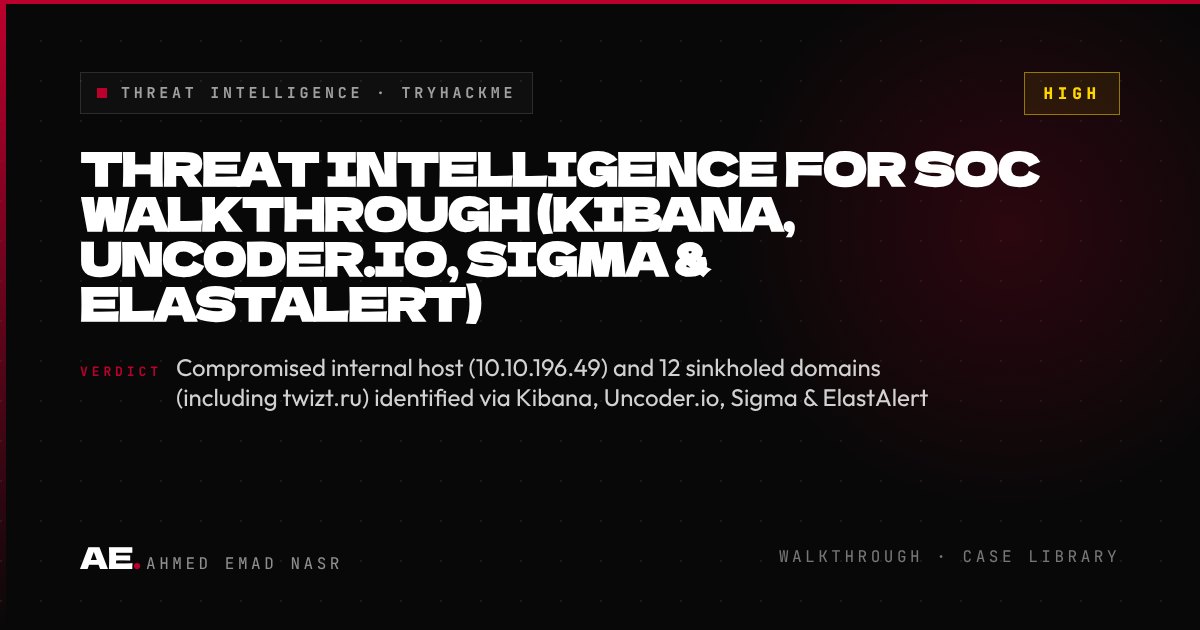 THREAT INTELLIGENCE · TRYHACKME
HIGH
THREAT INTELLIGENCE FOR SOC
WALKTHROUGH (KIBANA,
UNCODER.IO, SIGMA &
ELASTALERT)
VERDICT
Compromised internal host (10.10.196.49) and 12 sinkholed domains
(including twizt.ru) identified via Kibana, Uncoder.io, Sigma & ElastAlert
AE. AHMED EMAD NASR
WALKTHROUGH · CASE LIBRARY